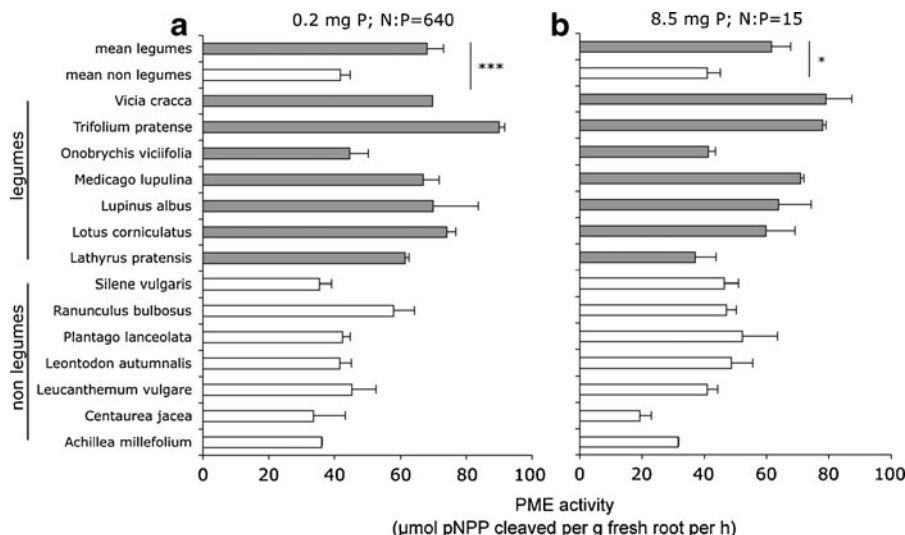 a
0.2 mg P; N:P=640
b
8.5 mg P; N:P=15
mean legumes
mean non legumes
***
*
legumes
Vicia cracca
Trifolium pratense
Onobrychis viciifolia
Medicago lupulina
Lupinus albus
Lotus corniculatus
Lathyrus pratensis
non legumes
Silene vulgaris
Ranunculus bulbosus
Plantago lanceolata
Leontodon autumnalis
Leucanthemum vulgare
Centaurea jacea
Achillea millefolium
0 20 40 60 80 100
0 20 40 60 80 100
PME activity
(µmol pNPP cleaved per g fresh root per h)